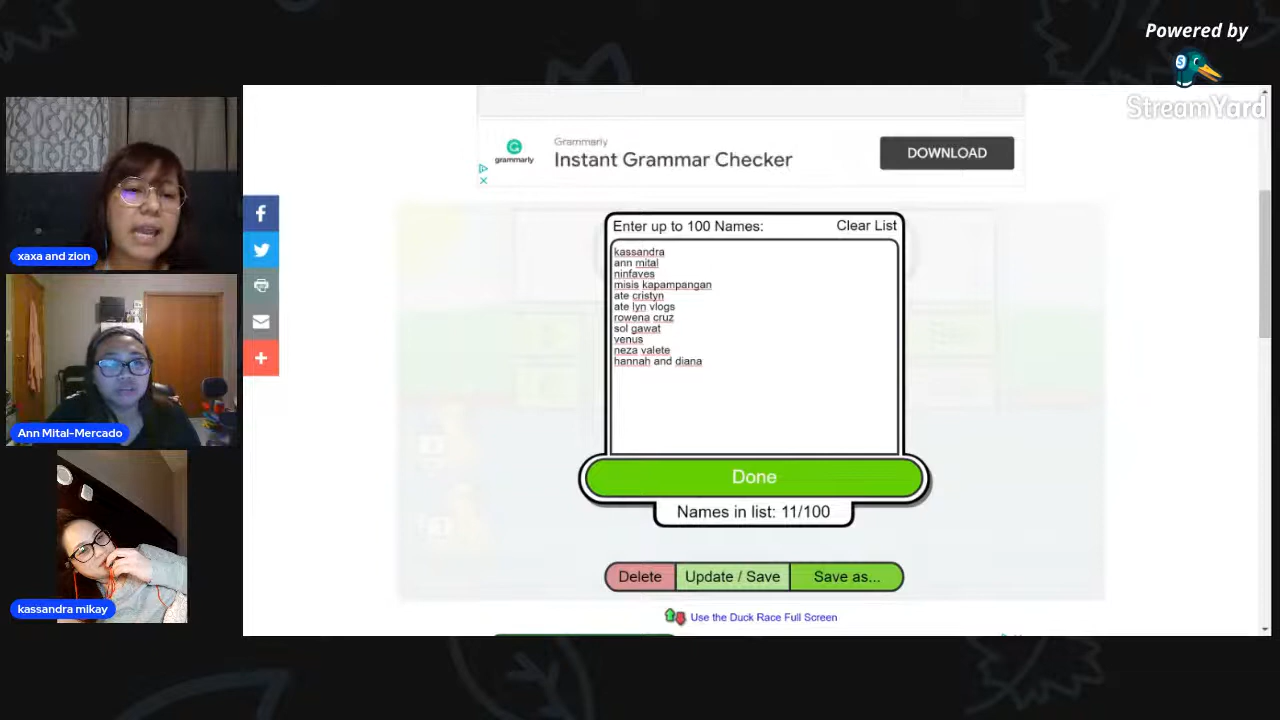 Powered by
StreamYard
xaxa and zion
Ann Mital-Mercado
kassandra mikay
grammarly
Grammarly
Instant Grammar Checker
DOWNLOAD
Enter up to 100 Names:
Clear List
kassandra
ann mital
ninfaves
misis kapampangan
ate cristyn
ate lyn vlogs
rowena cruz
sol gawat
venus
neza valete
hannah and diana
Done
Names in list: 11/100
Delete
Update / Save
Save as...
Use the Duck Race Full Screen